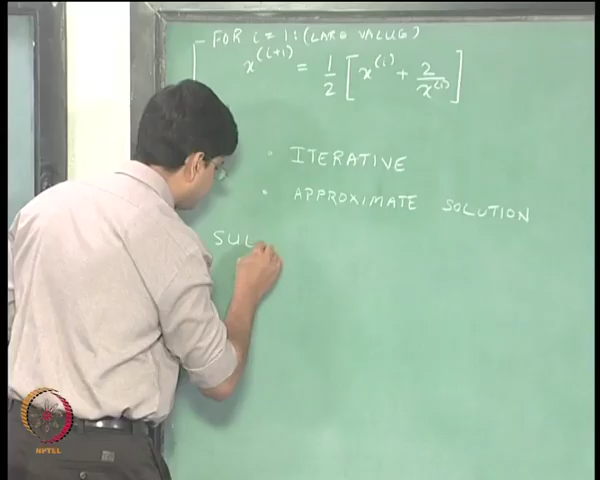 FOR i = 1:(LARGE VALUE)
x^(i+1) = 1/2 [x^(i) + 2/x^(i)]
• ITERATIVE
• APPROXIMATE SOLUTION
SUL
NPTEL